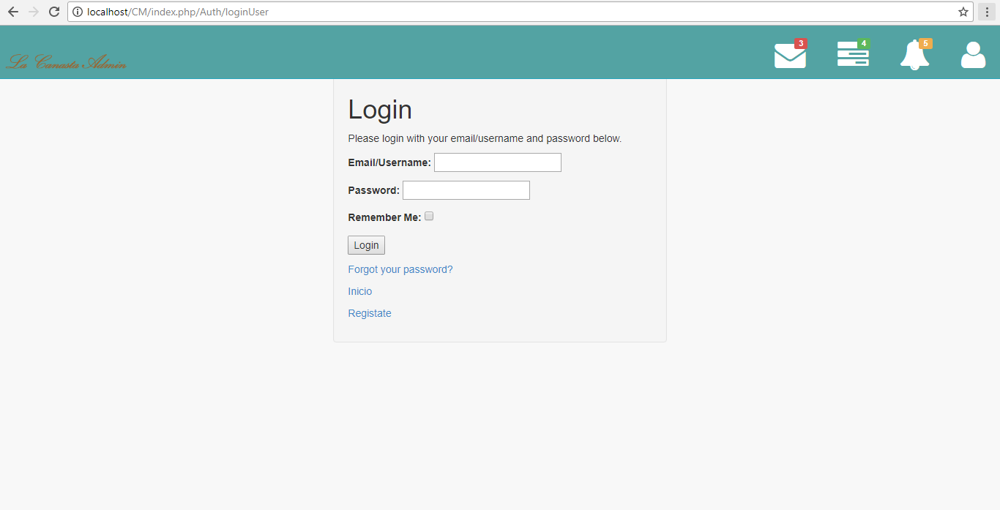 localhost/CM/index.php/Auth/loginUser
La Canasta Admin
3
4
5
Login
Please login with your email/username and password below.
Email/Username:
Password:
Remember Me:
Login
Forgot your password?
Inicio
Registate